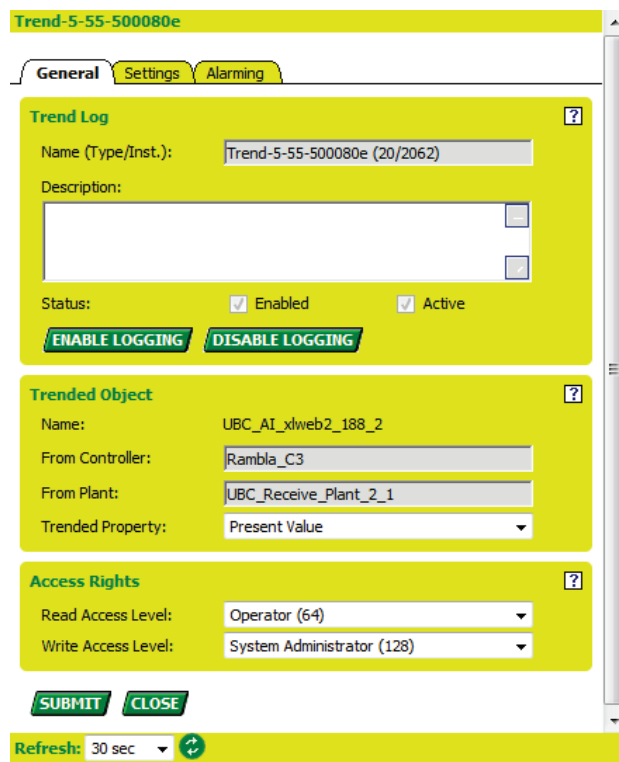 Trend-5-55-500080e
General Settings Alarming
Trend Log ?
Name (Type/Inst.): Trend-5-55-500080e (20/2062)
Description:
Status: Enabled Active
ENABLE LOGGING DISABLE LOGGING
Trended Object ?
Name: UBC_AI_xlweb2_188_2
From Controller: Rambla_C3
From Plant: UBC_Receive_Plant_2_1
Trended Property: Present Value
Access Rights ?
Read Access Level: Operator (64)
Write Access Level: System Administrator (128)
SUBMIT CLOSE
Refresh: 30 sec